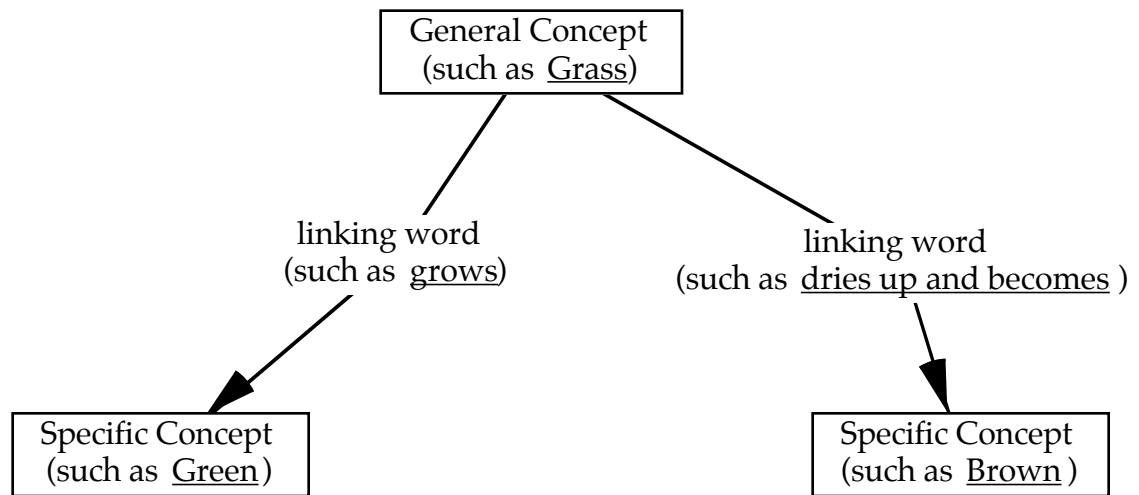 General Concept
(such as Grass)
linking word
(such as grows)
linking word
(such as dries up and becomes )
Specific Concept
(such as Green)
Specific Concept
(such as Brown )